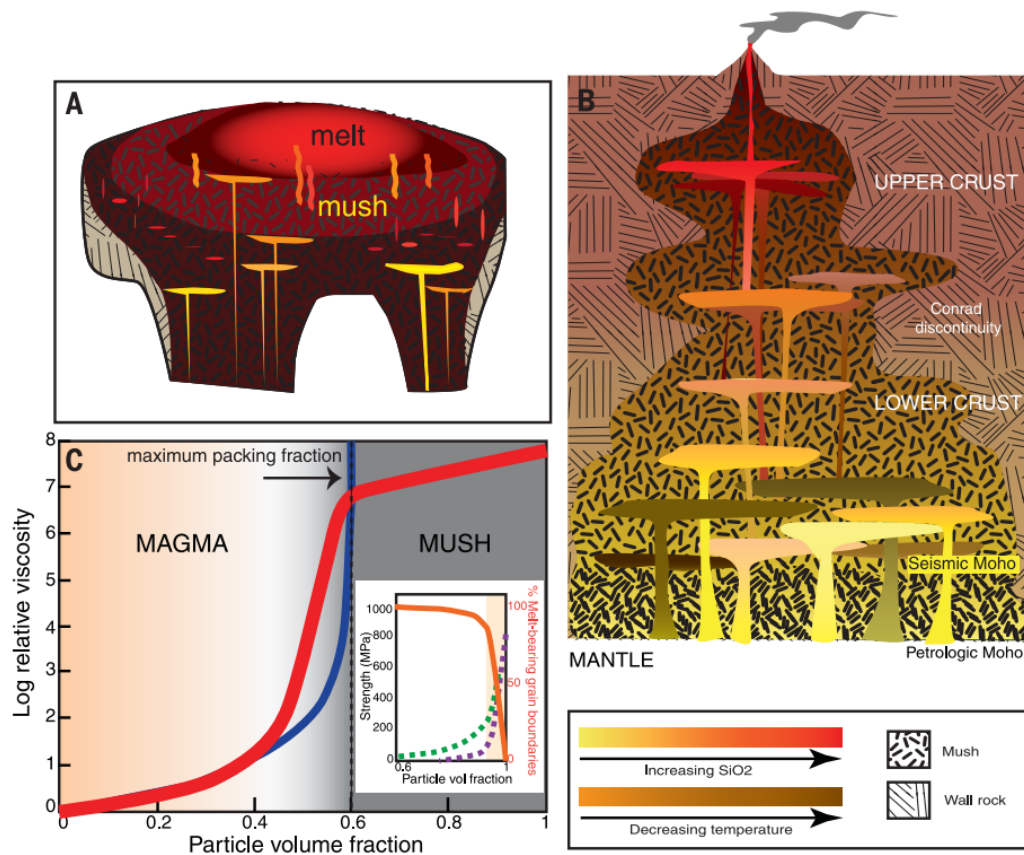 A
melt
mush
B
UPPER CRUST
Conrad
discontinuity
LOWER CRUST
Seismic Moho
Petrologic Moho
MANTLE
C
8
7
6
5
4
3
2
1
0
Log relative viscosity
maximum packing fraction
MAGMA
MUSH
0
0.2
0.4
0.6
0.8
1
Particle volume fraction
1000
800
600
400
200
0
Strength (MPa)
100
50
0
% Melt-bearing grain
boundaries
0.6
1
Particle vol fraction
Increasing SiO2
Decreasing temperature
Mush
Wall rock